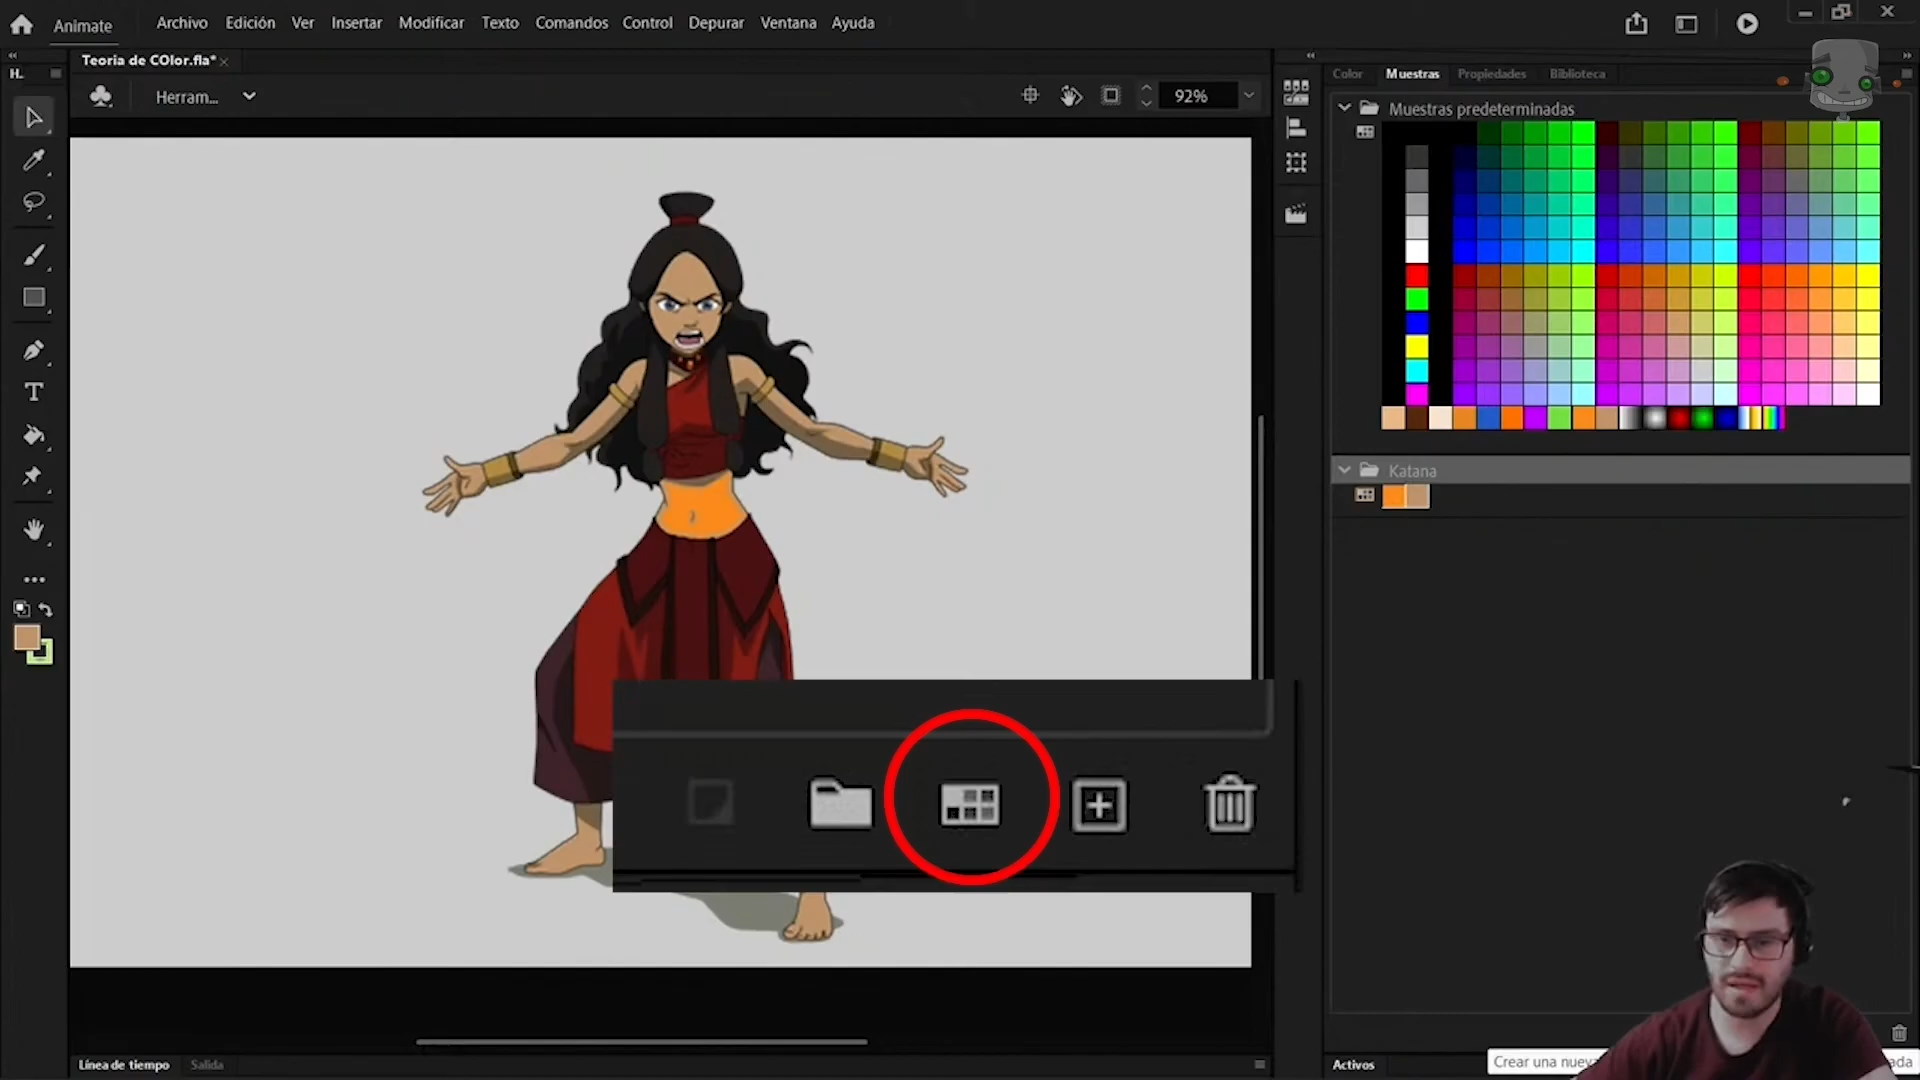 Animate Archivo Edición Ver Insertar Modificar Texto Comandos Control Depurar Ventana Ayuda
Teoria de COlor.fla*
H..
Herram...
92%
Color Muestras Propiedades Biblioteca
Muestras predeterminadas
Katana
Línea de tiempo Salida
Activos
Crear una nueva